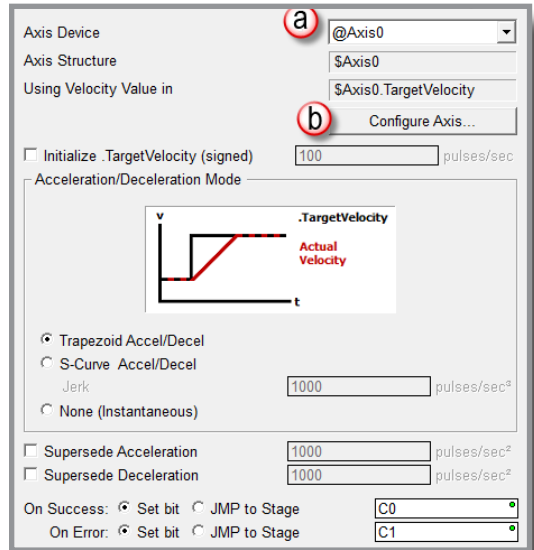 Axis Device a @Axis0
Axis Structure $Axis0
Using Velocity Value in $Axis0.TargetVelocity
b Configure Axis...
Initialize .TargetVelocity (signed) 100 pulses/sec
Acceleration/Deceleration Mode
v .TargetVelocity
Actual
Velocity
t
Trapezoid Accel/Decel
S-Curve Accel/Decel
Jerk 1000 pulses/sec³
None (Instantaneous)
Supersede Acceleration 1000 pulses/sec²
Supersede Deceleration 1000 pulses/sec²
On Success: Set bit JMP to Stage C0
On Error: Set bit JMP to Stage C1